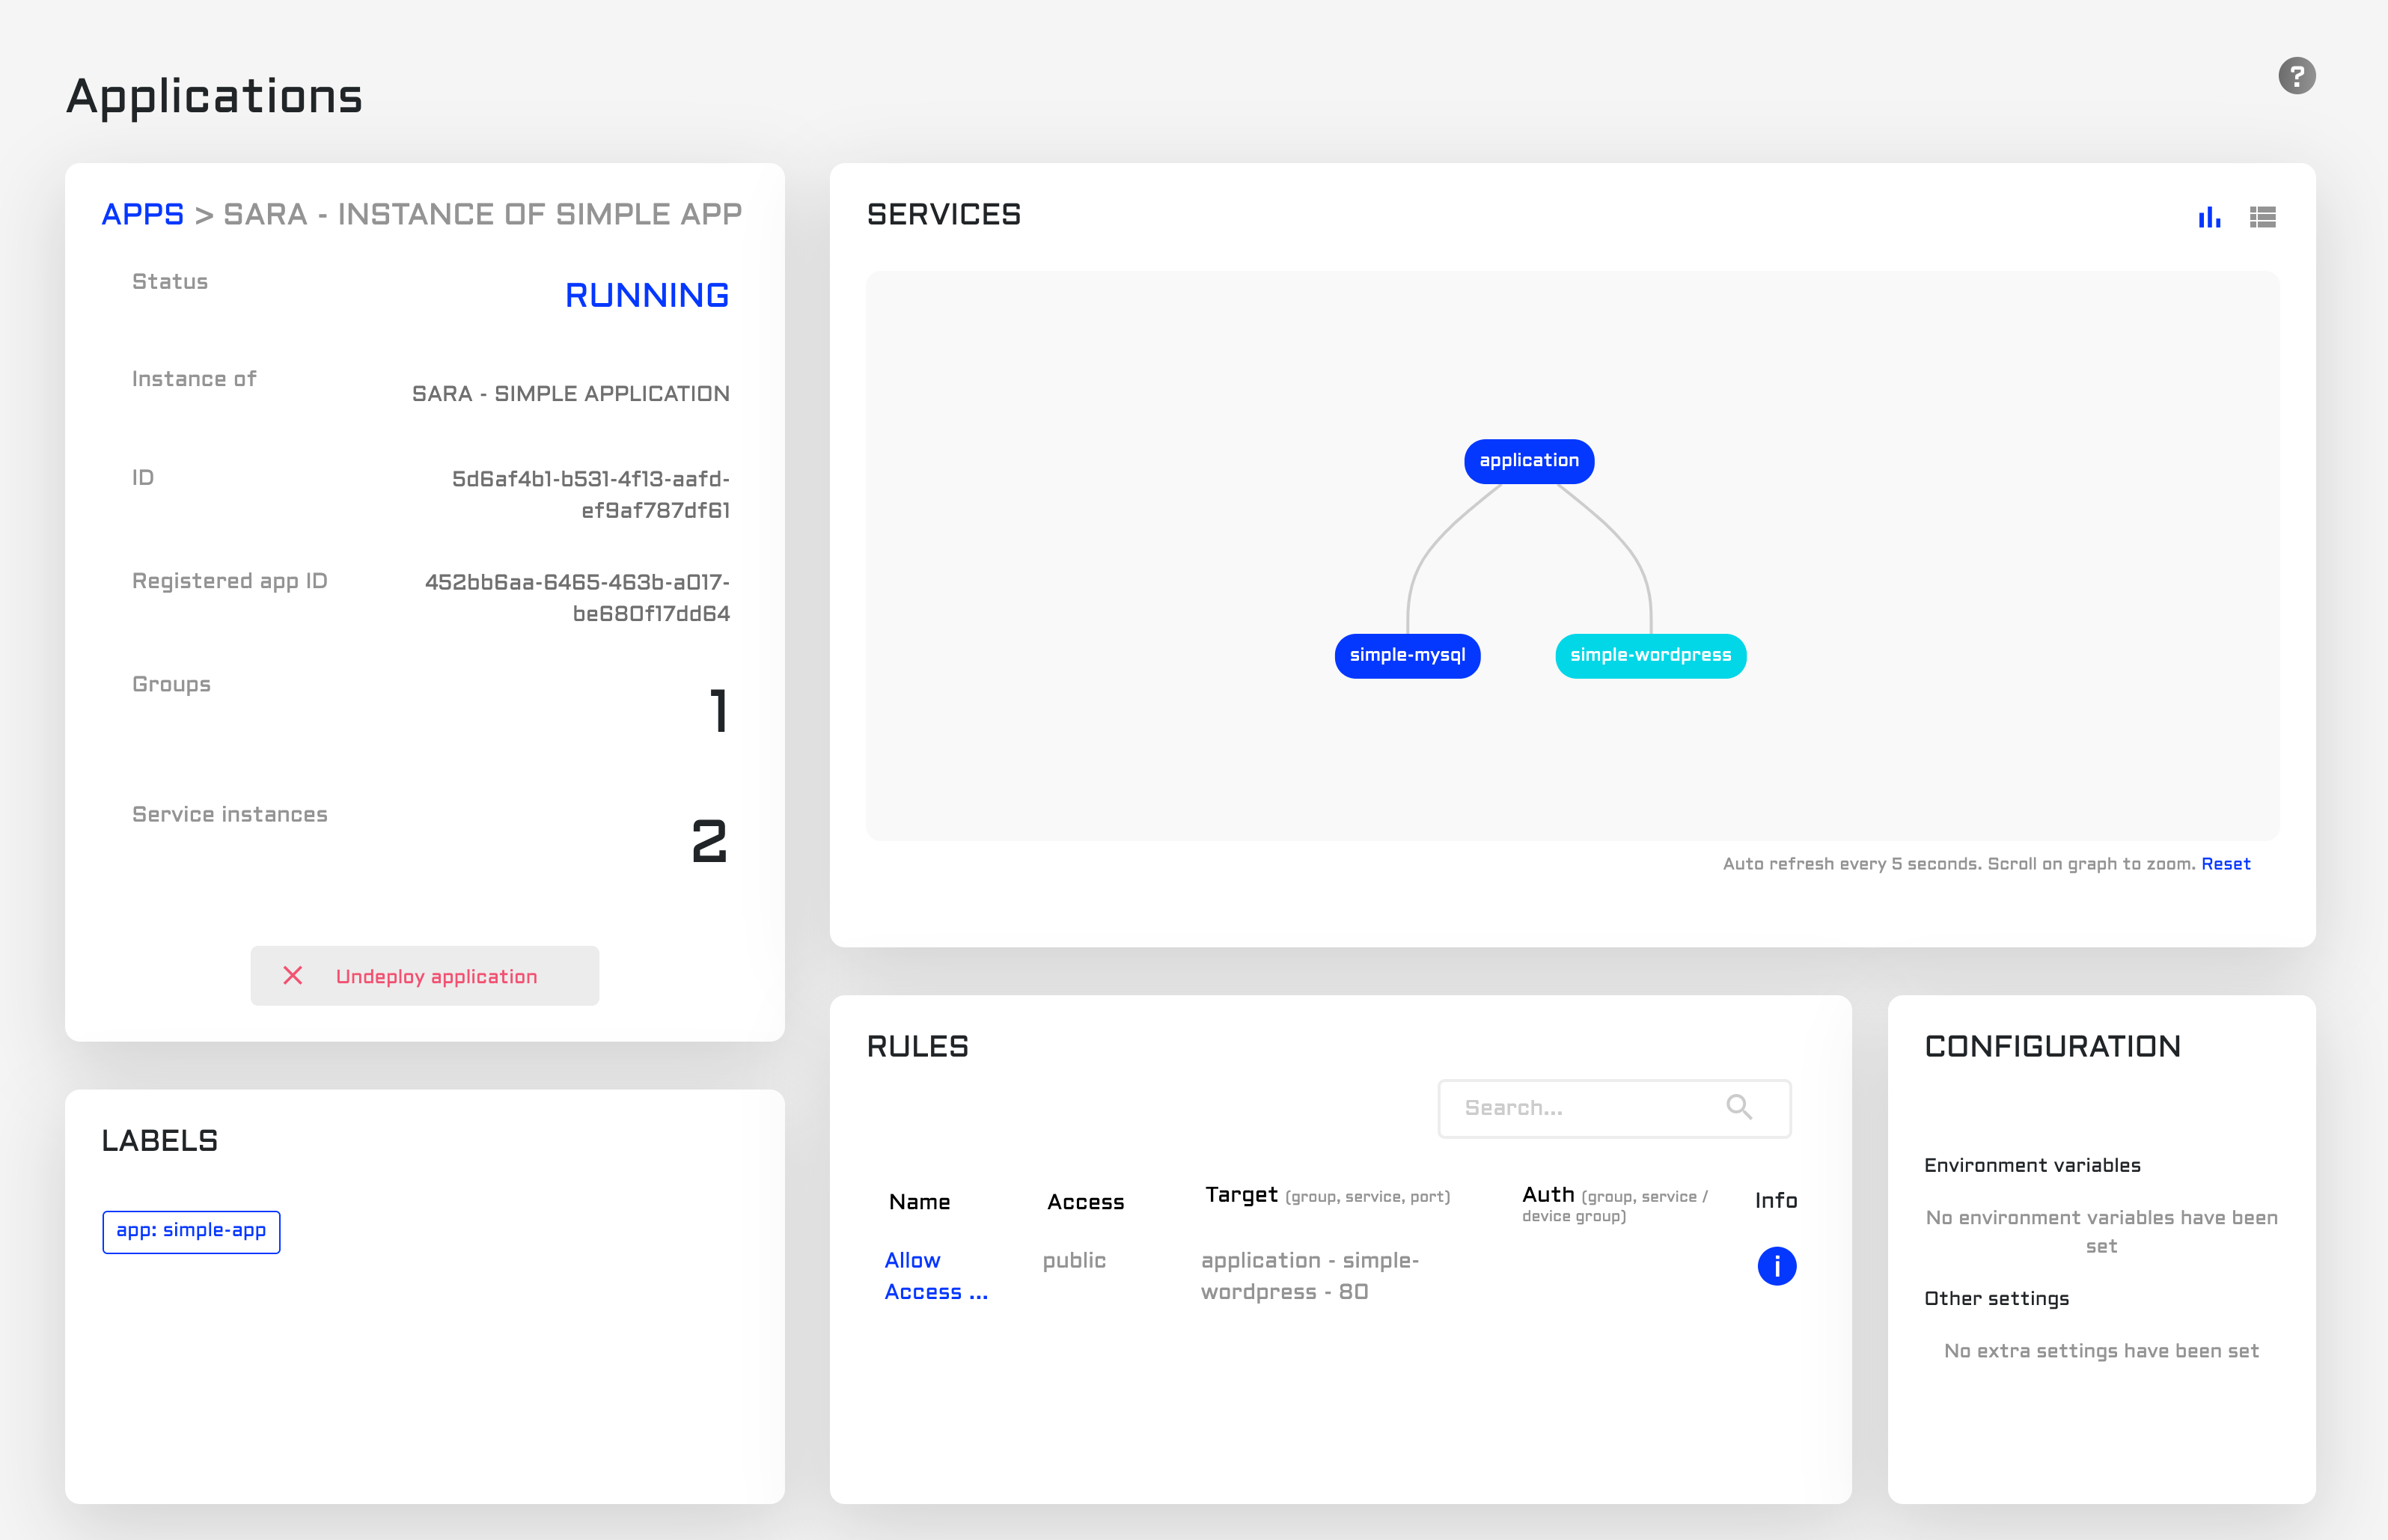 Applications
?
APPS > SARA - INSTANCE OF SIMPLE APP
Status
RUNNING
Instance of
SARA - SIMPLE APPLICATION
ID
5d6af4b1-b531-4f13-aafd-
ef9af787df61
Registered app ID
452bb6aa-6465-463b-a017-
be680f17dd64
Groups
1
Service instances
2
Undeploy application
LABELS
app: simple-app
SERVICES
application
simple-mysql
simple-wordpress
Auto refresh every 5 seconds. Scroll on graph to zoom. Reset
RULES
Search...
Name
Access
Target (group, service, port)
Auth (group, service /
device group)
Info
Allow
Access ...
public
application - simple-
wordpress - 80
i
CONFIGURATION
Environment variables
No environment variables have been
set
Other settings
No extra settings have been set